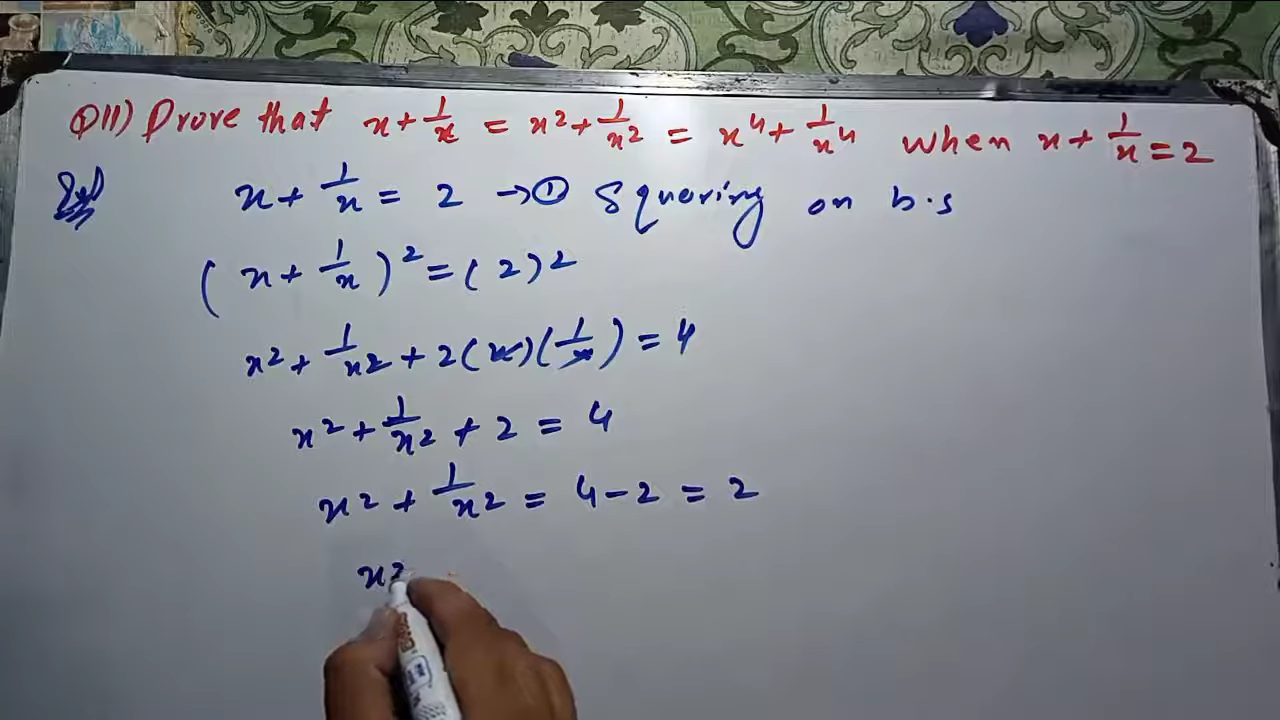 Q11) Prove that x + 1/x = x² + 1/x² = x⁴ + 1/x⁴ when x + 1/x = 2
Sol
x + 1/x = 2 → ① Squaring on b.s
(x + 1/x)² = (2)²
x² + 1/x² + 2(x)(1/x) = 4
x² + 1/x² + 2 = 4
x² + 1/x² = 4 - 2 = 2
x²